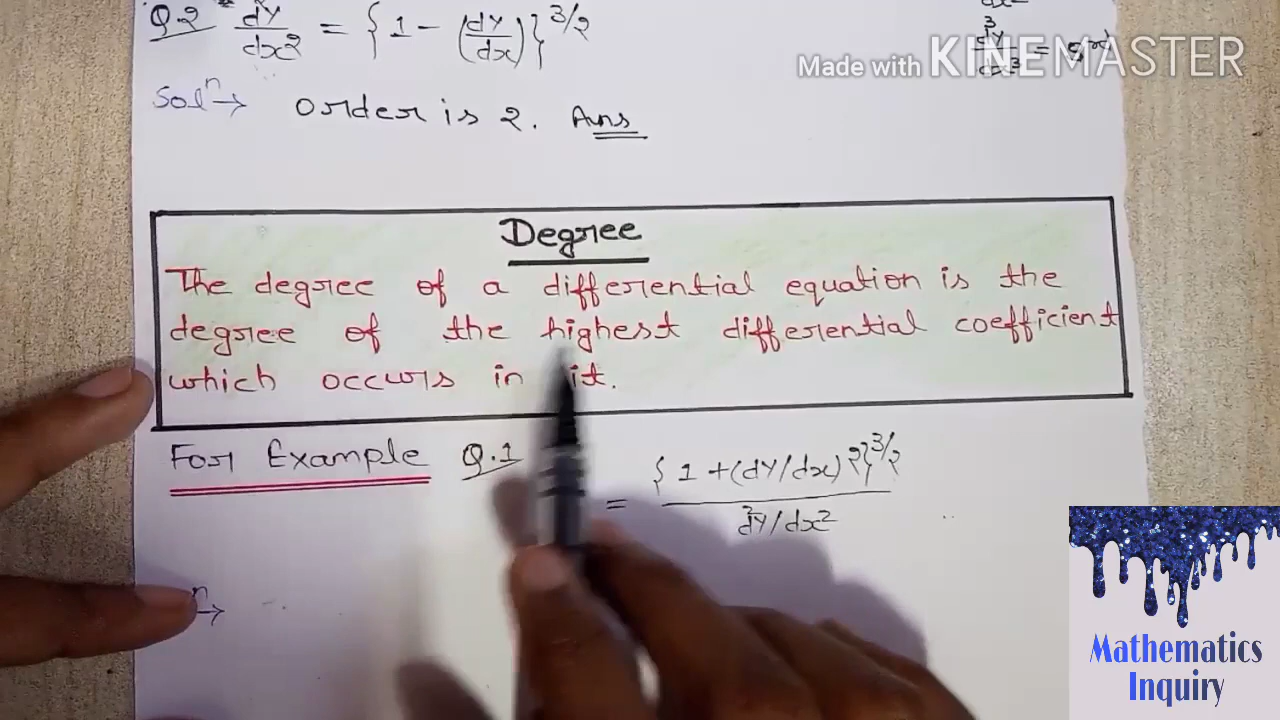 Q.2 d²y/dx² = {1 - (dy/dx)}^3/2
d³y/dx³ =
Made with KINEMASTER
Solⁿ→ order is 2. Ans
Degree
The degree of a differential equation is the
degree of the highest differential coefficient
which occurs in it.
For Example Q.1 = {1+(dy/dx)²}^3/2 / d²y/dx²
n→
Mathematics
Inquiry